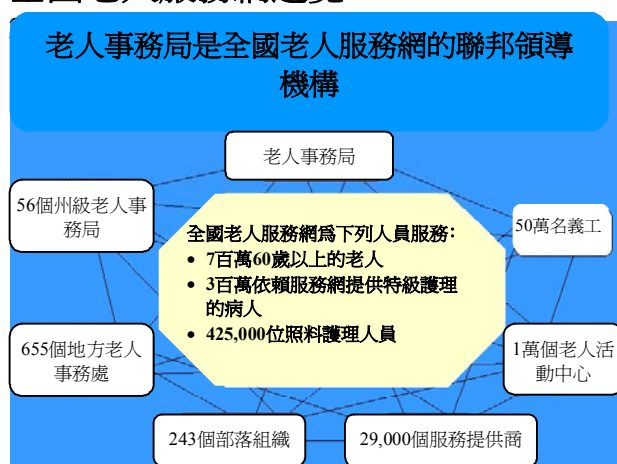 老人事務局是全國老人服務網的聯邦領導
機構
老人事務局
56個州級老人事
務局
50萬名義工
全國老人服務網爲下列人員服務:
• 7百萬60歲以上的老人
• 3百萬依賴服務網提供特級護理
的病人
• 425,000位照料護理人員
655個地方老人
事務處
1萬個老人活
動中心
243個部落組織
29,000個服務提供商